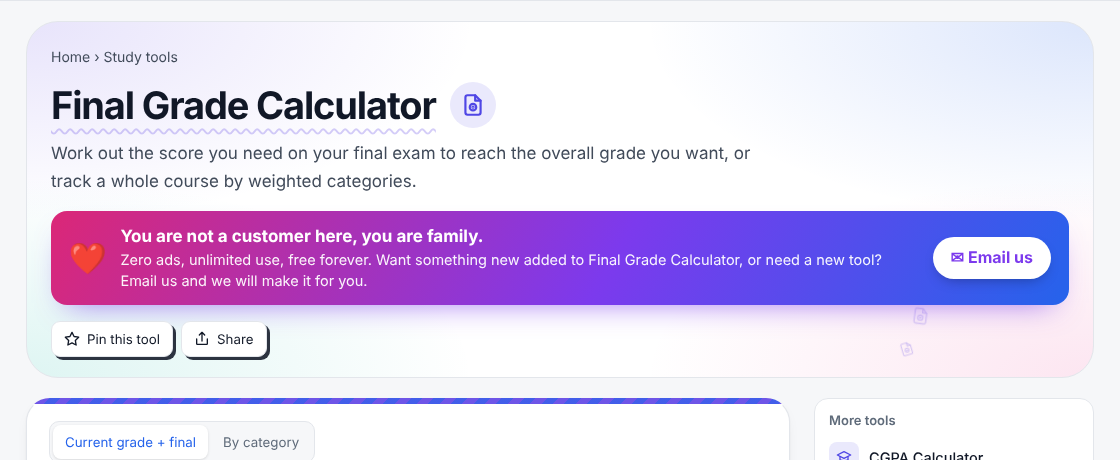 Home › Study tools
Final Grade Calculator
Work out the score you need on your final exam to reach the overall grade you want, or
track a whole course by weighted categories.
You are not a customer here, you are family.
Zero ads, unlimited use, free forever. Want something new added to Final Grade Calculator, or need a new tool?
Email us and we will make it for you.
✉ Email us
Pin this tool
Share
Current grade + final
By category
More tools
CGPA Calculator